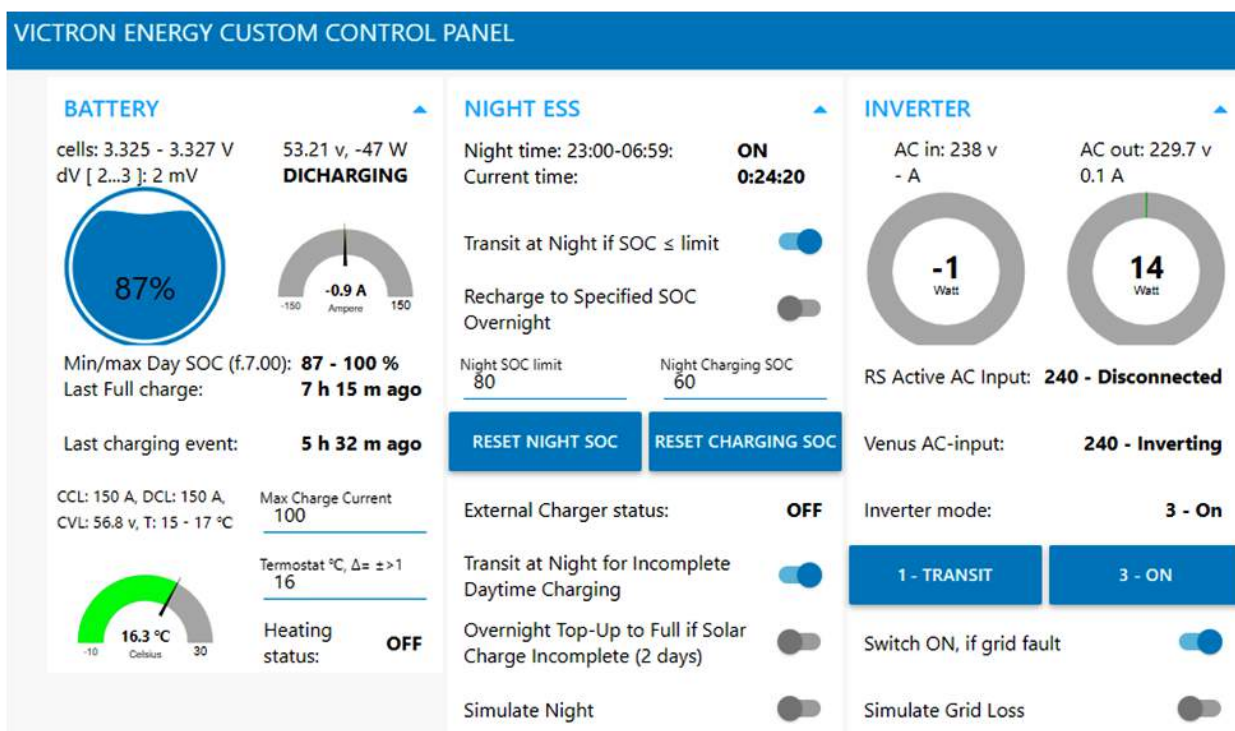 VICTRON ENERGY CUSTOM CONTROL PANEL
BATTERY
cells: 3.325 - 3.327 V
53.21 v, -47 W
dV [ 2...3 ]: 2 mV
DICHARGING
87%
-0.9 A
-150
Ampere
150
Min/max Day SOC (f.7.00): 87 - 100 %
Last Full charge: 7 h 15 m ago
Last charging event: 5 h 32 m ago
CCL: 150 A, DCL: 150 A,
CVL: 56.8 v, T: 15 - 17 ºC
Max Charge Current
100
Termostat ºC, Δ= ±>1
16
16.3 ºC
-10
Celsius
30
Heating
status:
OFF
NIGHT ESS
Night time: 23:00-06:59: ON
Current time: 0:24:20
Transit at Night if SOC ≤ limit
Recharge to Specified SOC
Overnight
Night SOC limit
80
Night Charging SOC
60
RESET NIGHT SOC
RESET CHARGING SOC
External Charger status: OFF
Transit at Night for Incomplete
Daytime Charging
Overnight Top-Up to Full if Solar
Charge Incomplete (2 days)
Simulate Night
INVERTER
AC in: 238 v
- A
AC out: 229.7 v
0.1 A
-1
Watt
14
Watt
RS Active AC Input: 240 - Disconnected
Venus AC-input: 240 - Inverting
Inverter mode: 3 - On
1 - TRANSIT
3 - ON
Switch ON, if grid fault
Simulate Grid Loss